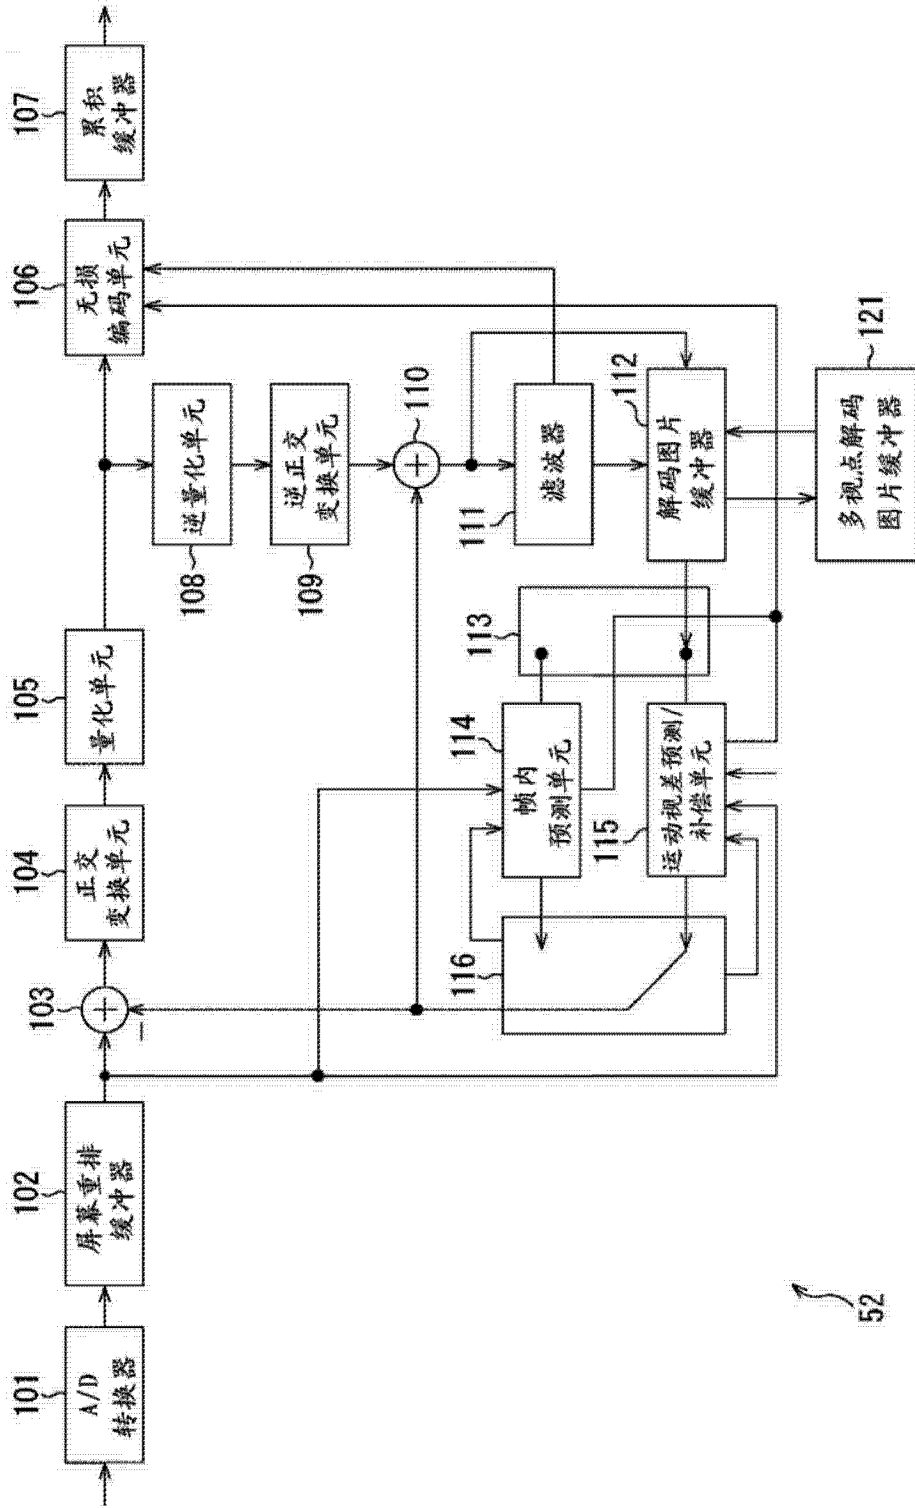 101
A/D
转换器
102
屏幕重排
缓冲器
103
+
−
104
正交
变换单元
105
量化单元
106
无损
编码单元
107
累积
缓冲器
108
逆量化单元
109
逆正交
变换单元
110
+
111
滤波器
112
解码图片
缓冲器
121
多视点解码
图片缓冲器
113
114
帧内
预测单元
115
运动视差预测/
补偿单元
116
52